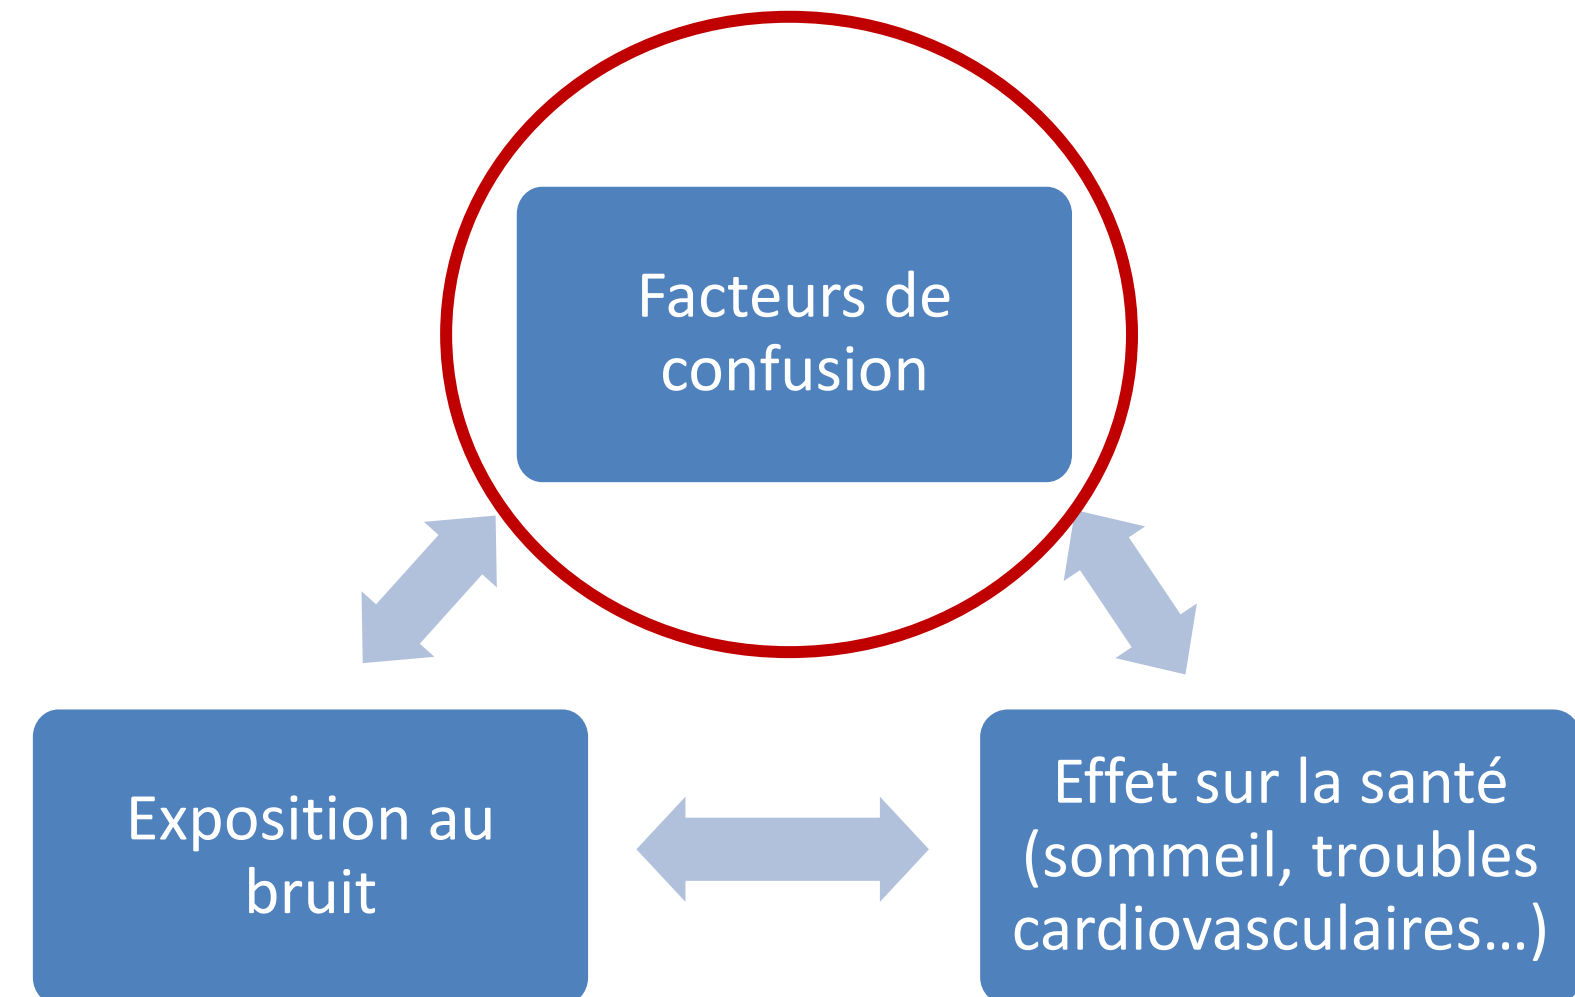 Facteurs de
confusion
Exposition au
bruit
Effet sur la santé
(sommeil, troubles
cardiovasculaires…)